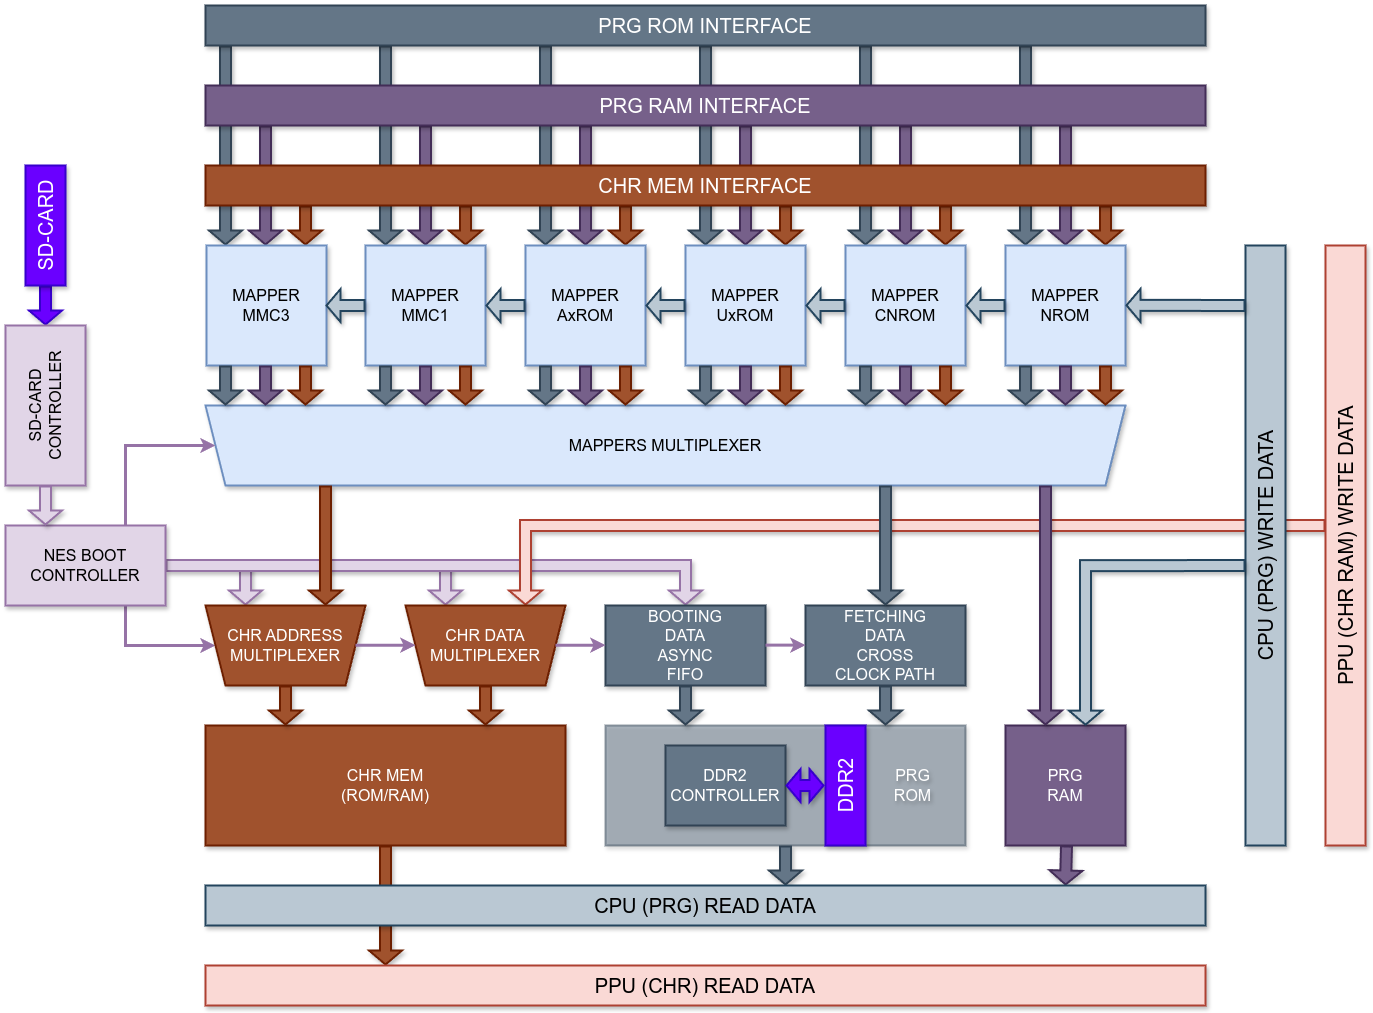 PRG ROM INTERFACE
PRG RAM INTERFACE
CHR MEM INTERFACE
SD-CARD
SD-CARD
CONTROLLER
NES BOOT
CONTROLLER
MAPPER
MMC3
MAPPER
MMC1
MAPPER
AxROM
MAPPER
UxROM
MAPPER
CNROM
MAPPER
NROM
MAPPERS MULTIPLEXER
CPU (PRG) WRITE DATA
PPU (CHR RAM) WRITE DATA
CHR ADDRESS
MULTIPLEXER
CHR DATA
MULTIPLEXER
BOOTING
DATA
ASYNC
FIFO
FETCHING
DATA
CROSS
CLOCK PATH
CHR MEM
(ROM/RAM)
DDR2
CONTROLLER
DDR2
PRG
ROM
PRG
RAM
CPU (PRG) READ DATA
PPU (CHR) READ DATA